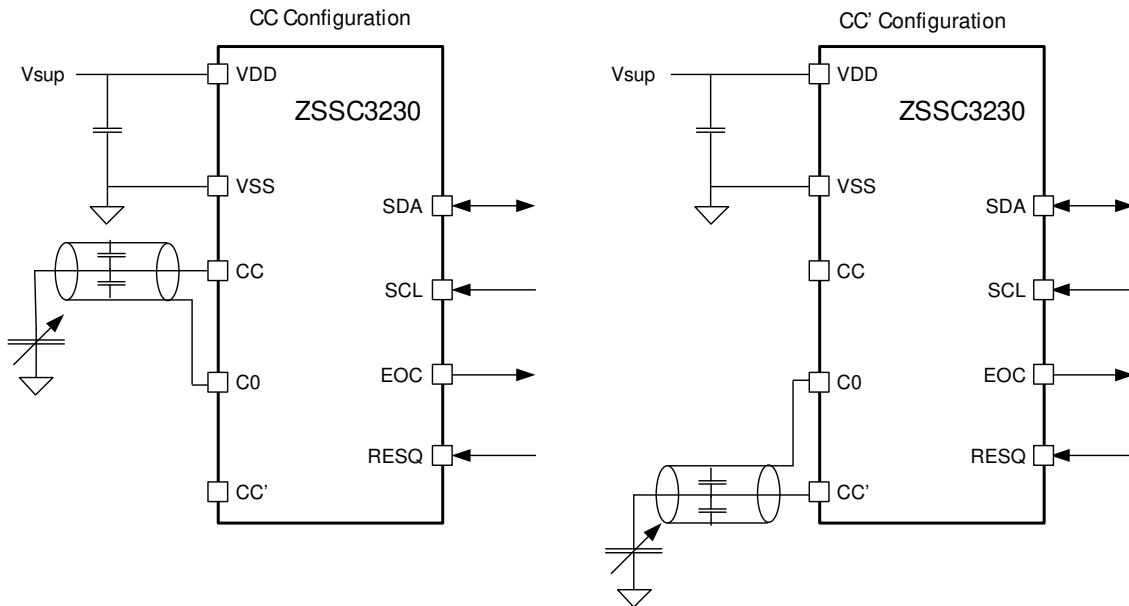 CC Configuration
Vsup
VDD
ZSSC3230
VSS
SDA
CC
SCL
C0
EOC
RESQ
CC'
CC’ Configuration
Vsup
VDD
ZSSC3230
VSS
SDA
CC
SCL
C0
EOC
RESQ
CC'